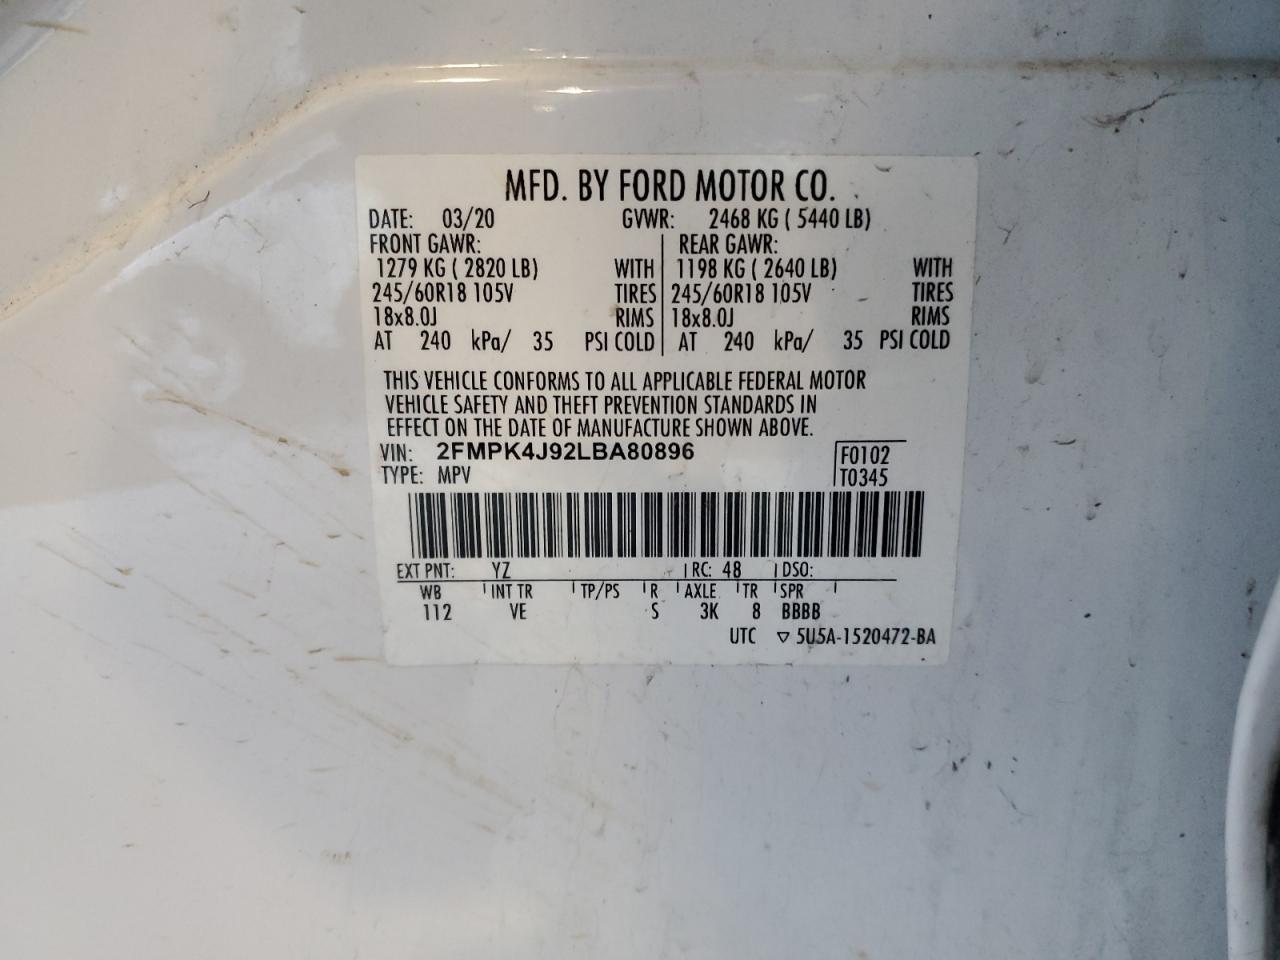 MFD. BY FORD MOTOR CO.
DATE: 03/20 GVWR: 2468 KG ( 5440 LB)
FRONT GAWR: REAR GAWR:
1279 KG ( 2820 LB) WITH 1198 KG ( 2640 LB) WITH
245/60R18 105V TIRES 245/60R18 105V TIRES
18x8.0J RIMS 18x8.0J RIMS
AT 240 kPa/ 35 PSI COLD AT 240 kPa/ 35 PSI COLD
THIS VEHICLE CONFORMS TO ALL APPLICABLE FEDERAL MOTOR
VEHICLE SAFETY AND THEFT PREVENTION STANDARDS IN
EFFECT ON THE DATE OF MANUFACTURE SHOWN ABOVE.
VIN: 2FMPK4J92LBA80896 F0102
TYPE: MPV T0345
EXT PNT: YZ RC: 48 DSO:
WB INT TR TP/PS R AXLE TR SPR
112 VE S 3K 8 BBBB
UTC ▽ 5U5A-1520472-BA